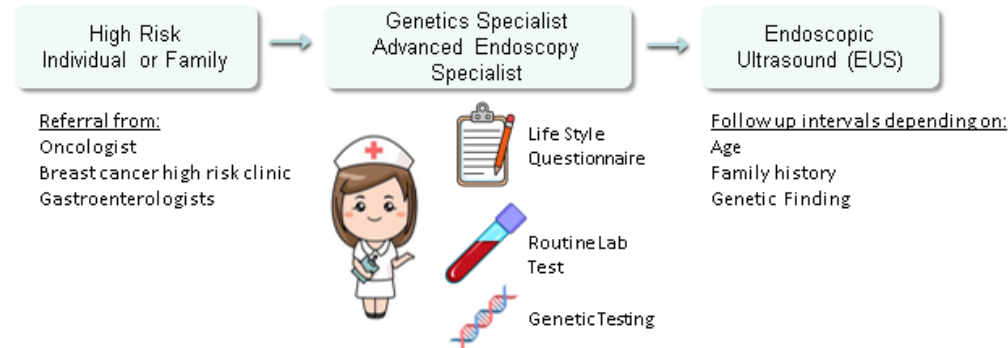 High Risk
Individual or Family
Genetics Specialist
Advanced Endoscopy
Specialist
Endoscopic
Ultrasound (EUS)
Referral from:
Oncologist
Breast cancer high risk clinic
Gastroenterologists
Life Style
Questionnaire
Routine Lab
Test
Genetic Testing
Follow up intervals depending on:
Age
Family history
Genetic Finding